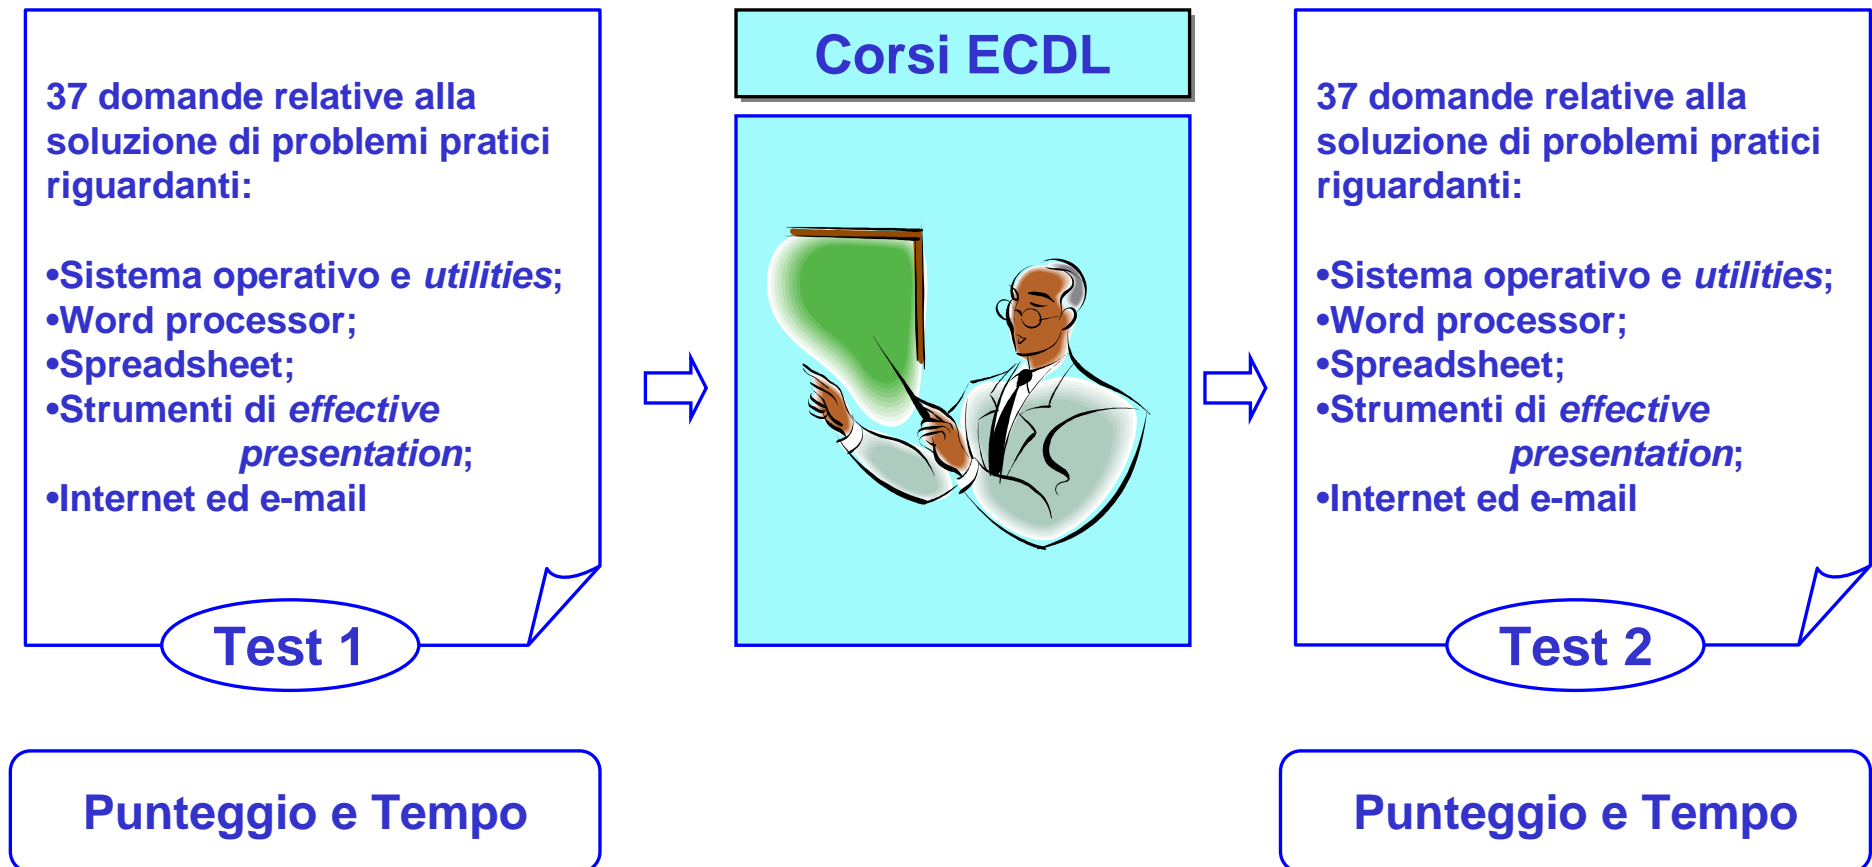 37 domande relative alla
soluzione di problemi pratici
riguardanti:
•Sistema operativo e utilities;
•Word processor;
•Spreadsheet;
•Strumenti di effective
presentation;
•Internet ed e-mail
Test 1
Punteggio e Tempo
Corsi ECDL
37 domande relative alla
soluzione di problemi pratici
riguardanti:
•Sistema operativo e utilities;
•Word processor;
•Spreadsheet;
•Strumenti di effective
presentation;
•Internet ed e-mail
Test 2
Punteggio e Tempo